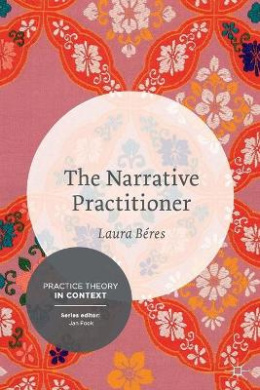 The Narrative
Practitioner
Laura Béres
PRACTICE THEORY
IN CONTEXT
Series editor:
Jan Fook